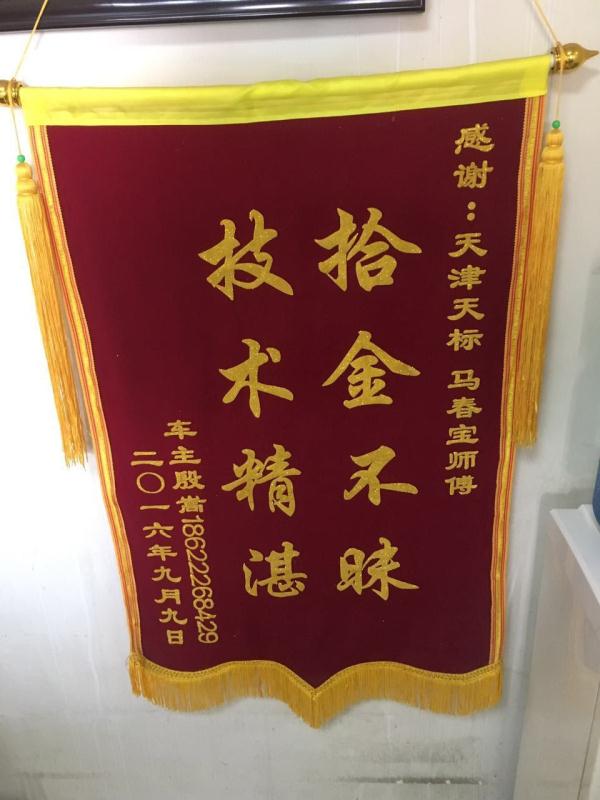 感谢：天津天标 马春宝师傅
拾金不昧
技术精湛
车主殷嵩18622268429
二〇一六年九月九日